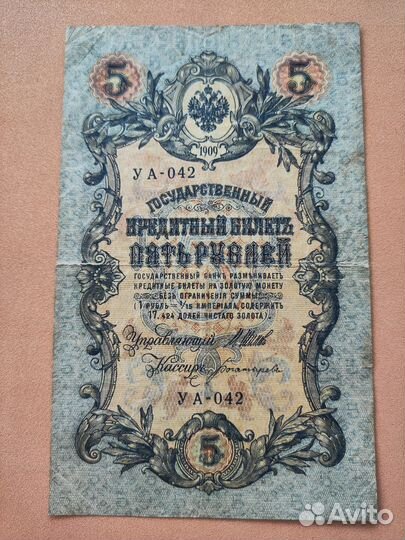 5 5
1909
УА-042
ГОСУДАРСТВЕННЫЙ
КРЕДИТНЫЙ БИЛЕТЪ
ПЯТЬ РУБЛЕЙ
ГОСУДАРСТВЕННЫЙ БАНКЪ РАЗМѢНИВАЕТЪ
КРЕДИТНЫЕ БИЛЕТЫ НА ЗОЛОТУЮ МОНЕТУ
БЕЗЪ ОГРАНИЧЕНІЯ СУММЫ
(1 РУБЛЬ = 1/15 ИМПЕРІАЛА, СОДЕРЖИТЪ
17,424 ДОЛЕЙ ЧИСТАГО ЗОЛОТА).
Управляющій
Кассиръ
УА-042
5
Avito